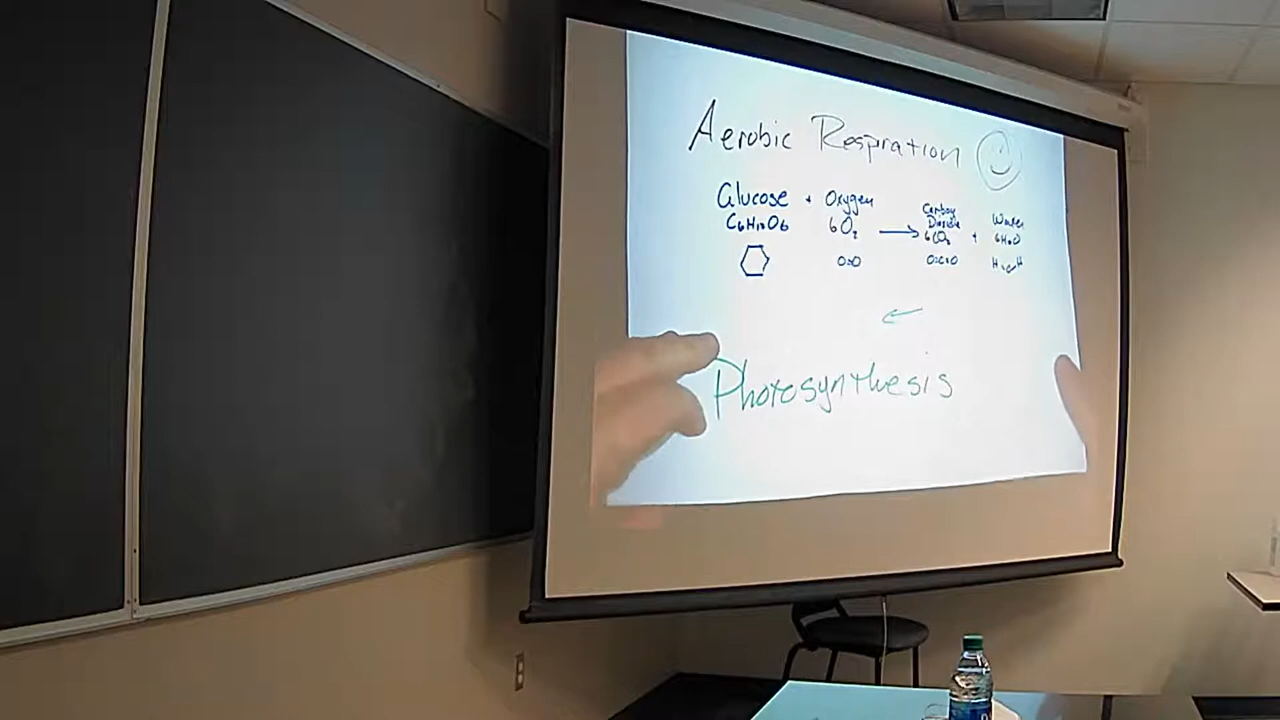 Aerobic Respiration
Glucose + Oxygen
C6H12O6 6O2 → Carbon Dioxide 6CO2 + Water 6H2O
O=O O=C=O H O H
Photosynthesis